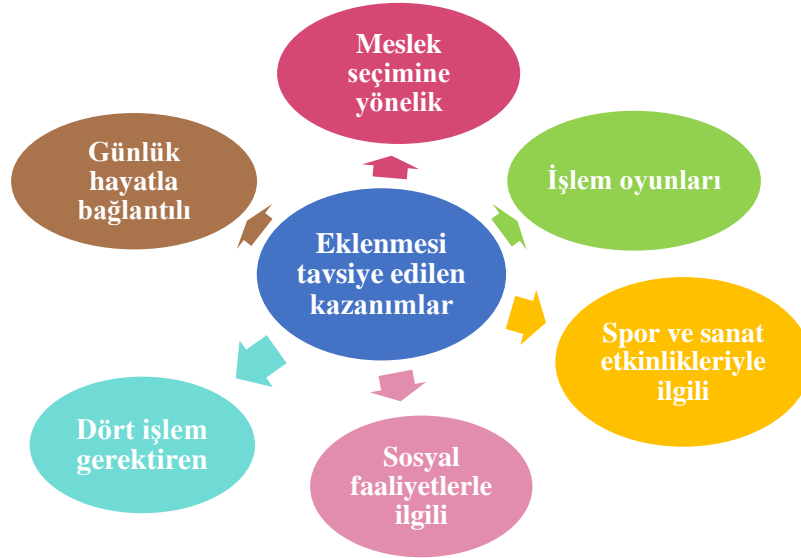 Meslek
seçimine
yönelik
Günlük
hayatla
bağlantılı
İşlem oyunları
Eklenmesi
tavsiye edilen
kazanımlar
Spor ve sanat
etkinlikleriyle
ilgili
Dört işlem
gerektiren
Sosyal
faaliyetlerle
ilgili